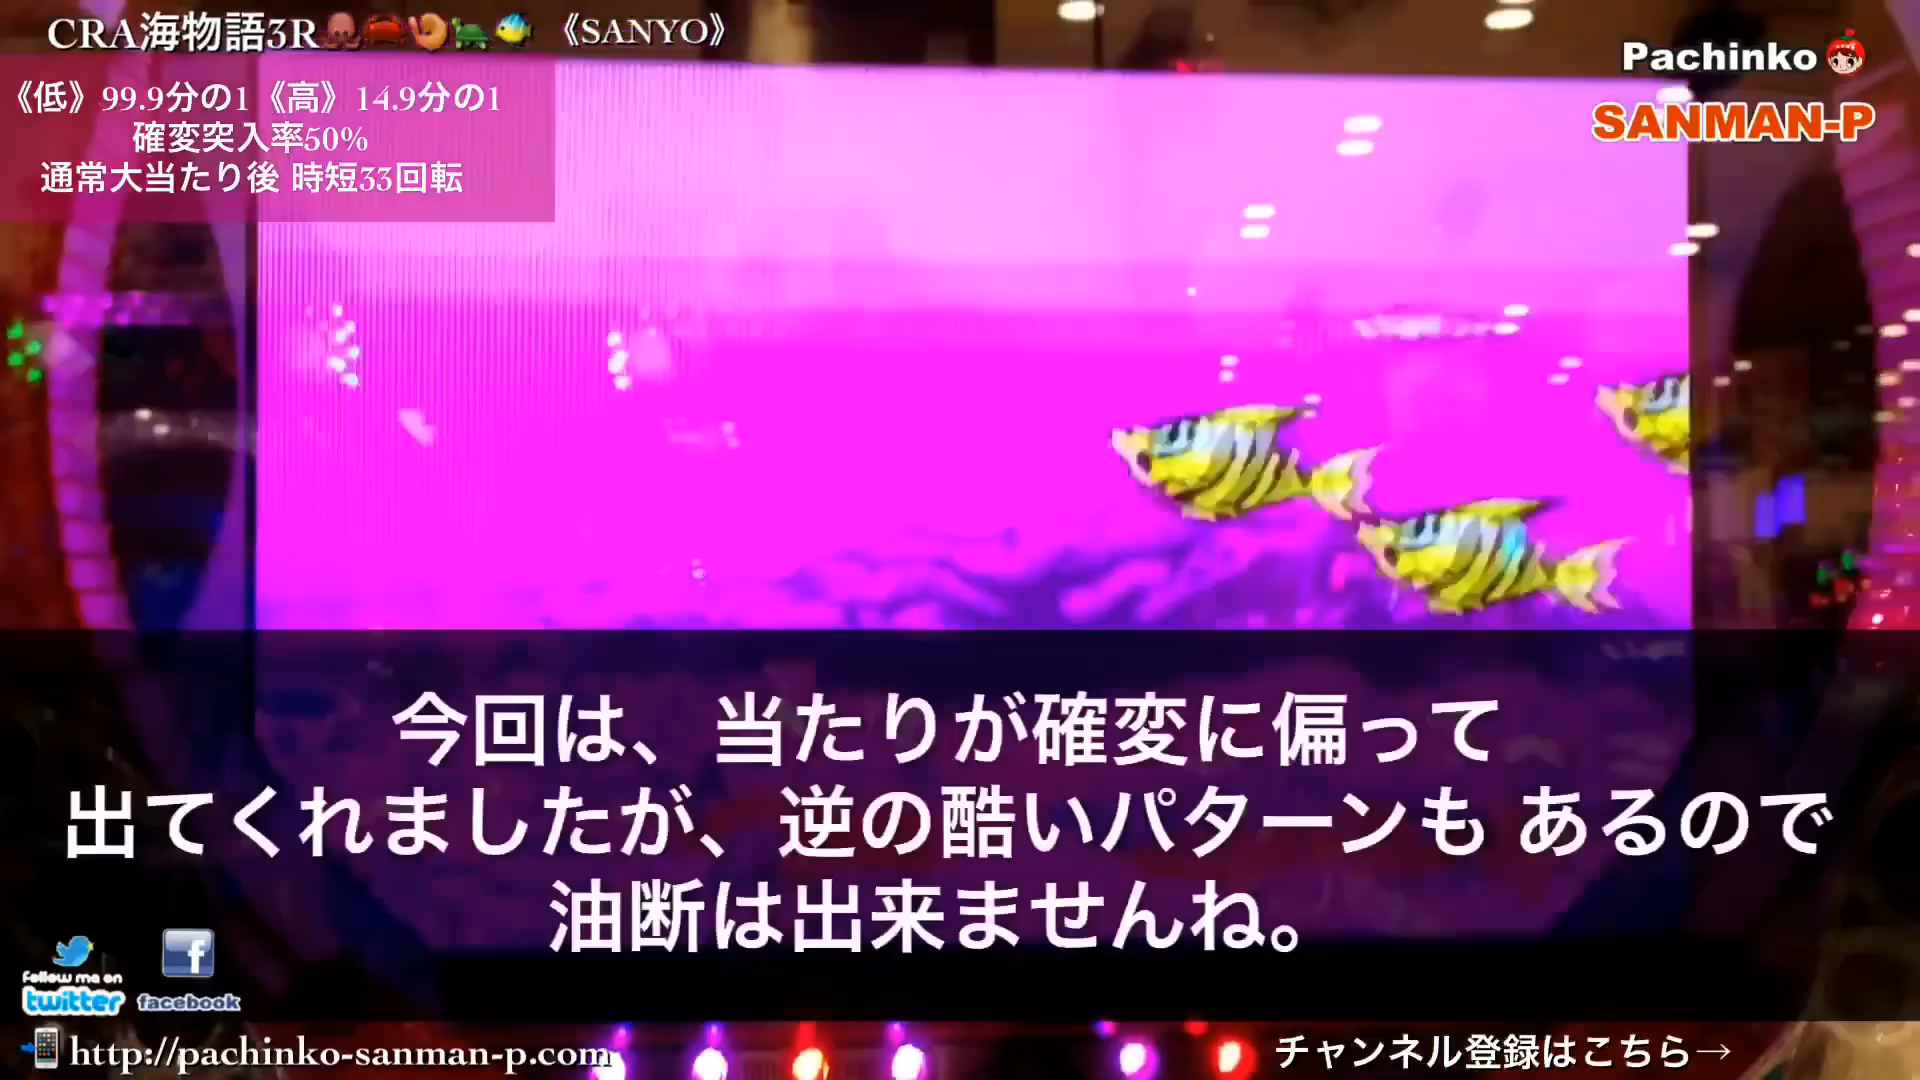 CRA海物語3R🐙🦀🐚🐢🐠 《SANYO》
《低》99.9分の1《高》14.9分の1
確変突入率50%
通常大当たり後 時短33回転
Pachinko
SANMAN-P
今回は、当たりが確変に偏って
出てくれましたが、逆の酷いパターンも あるので
油断は出来ませんね。
follow me on
twitter
facebook
http://pachinko-sanman-p.com
チャンネル登録はこちら→